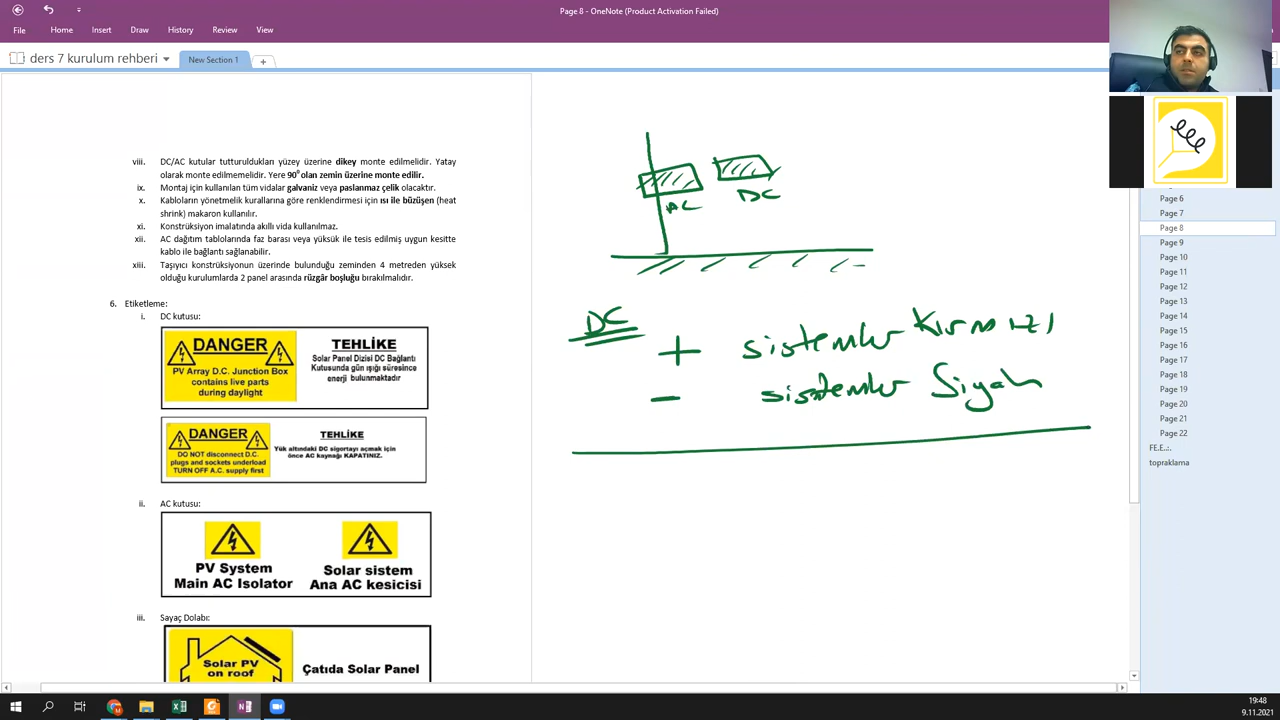 Page 8 - OneNote (Product Activation Failed)
File Home Insert Draw History Review View
ders 7 kurulum rehberi
New Section 1
viii. DC/AC kutular tutturuldukları yüzey üzerine dikey monte edilmelidir. Yatay
olarak monte edilmemelidir. Yere 90⁰ olan zemin üzerine monte edilir.
ix. Montaj için kullanılan tüm vidalar galvaniz veya paslanmaz çelik olacaktır.
x. Kabloların yönetmelik kurallarına göre renklendirmesi için ısı ile büzüşen (heat
shrink) makaron kullanılır.
xi. Konstrüksiyon imalatında akıllı vida kullanılmaz.
xii. AC dağıtım tablolarında faz barası veya yüksük ile tesis edilmiş uygun kesitte
kablo ile bağlantı sağlanabilir.
xiii. Taşıyıcı konstrüksiyonun üzerinde bulunduğu zeminden 4 metreden yüksek
olduğu kurulumlarda 2 panel arasında rüzgâr boşluğu bırakılmalıdır.
6. Etiketleme:
i. DC kutusu:
DANGER
PV Array D.C. Junction Box
contains live parts
during daylight
TEHLİKE
Solar Panel Dizisi DC Bağlantı
Kutusunda gün ışığı süresince
enerji bulunmaktadır
DANGER
DO NOT disconnect D.C.
plugs and sockets underload
TURN OFF A.C. supply first
TEHLİKE
Yük altındaki DC sigortayı açmak için
önce AC kaynağı KAPATINIZ.
ii. AC kutusu:
PV System
Main AC Isolator
Solar sistem
Ana AC kesicisi
iii. Sayaç Dolabı:
Solar PV
on roof
Çatıda Solar Panel
AC
DC
DC
+ sistemler Kırmızı
- sistemler Siyah
Page 6
Page 7
Page 8
Page 9
Page 10
Page 11
Page 12
Page 13
Page 14
Page 15
Page 16
Page 17
Page 18
Page 19
Page 20
Page 21
Page 22
F.E.E..:.
topraklama
19:48
9.11.2021